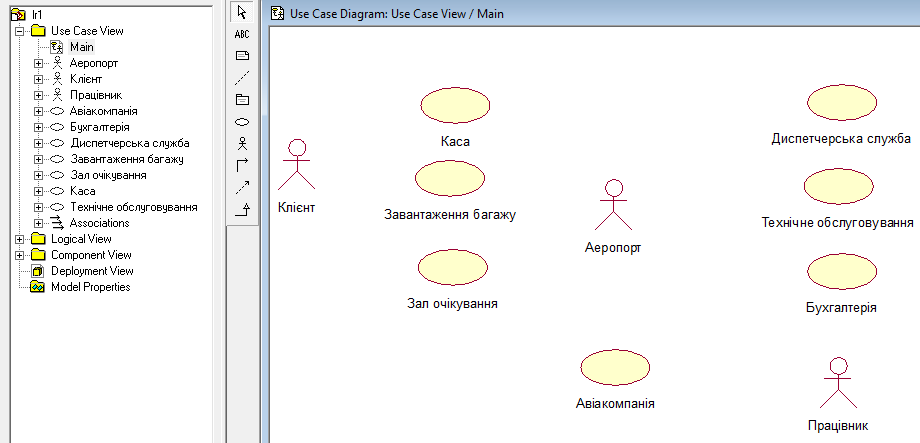 lr1
Use Case View
Main
Аеропорт
Клієнт
Працівник
Авіакомпанія
Бухгалтерія
Диспетчерська служба
Завантаження багажу
Зал очікування
Каса
Технічне обслуговування
Associations
Logical View
Component View
Deployment View
Model Properties
ABC
Use Case Diagram: Use Case View / Main
Каса
Диспетчерська служба
Клієнт
Завантаження багажу
Технічне обслуговування
Аеропорт
Зал очікування
Бухгалтерія
Авіакомпанія
Працівник